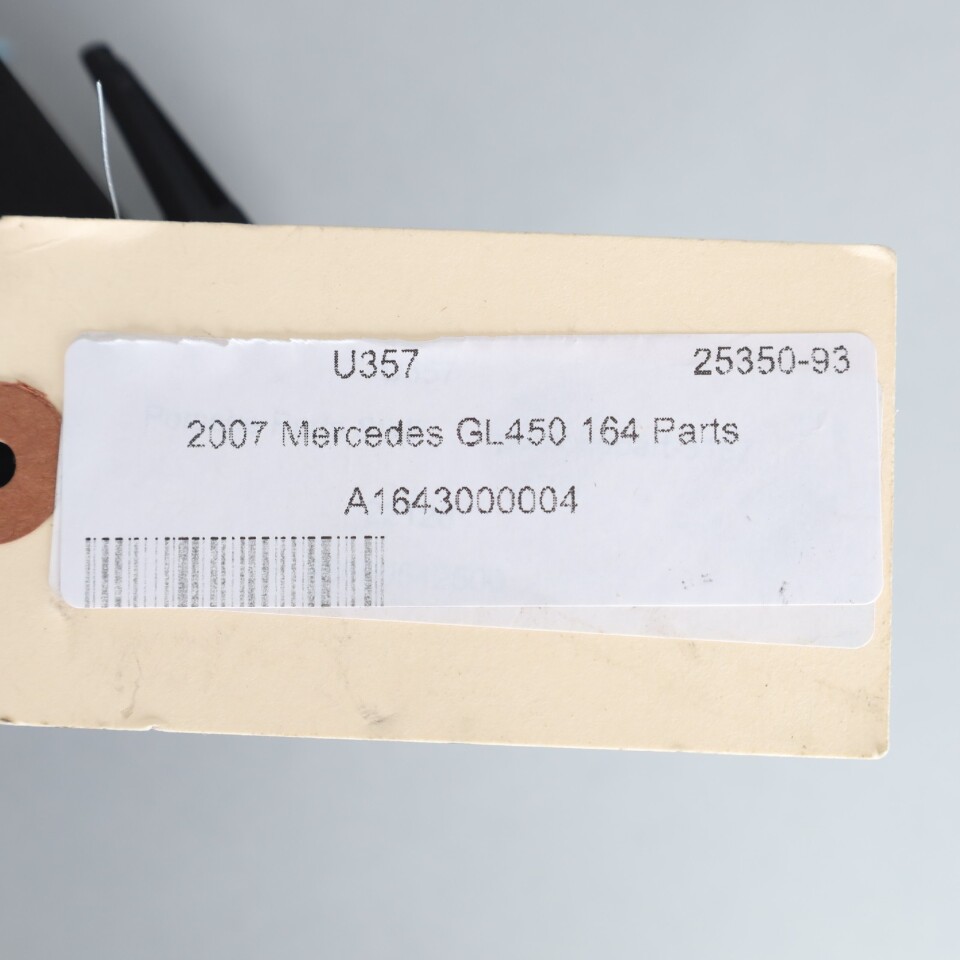 U357 25350-93
2007 Mercedes GL450 164 Parts
A1643000004